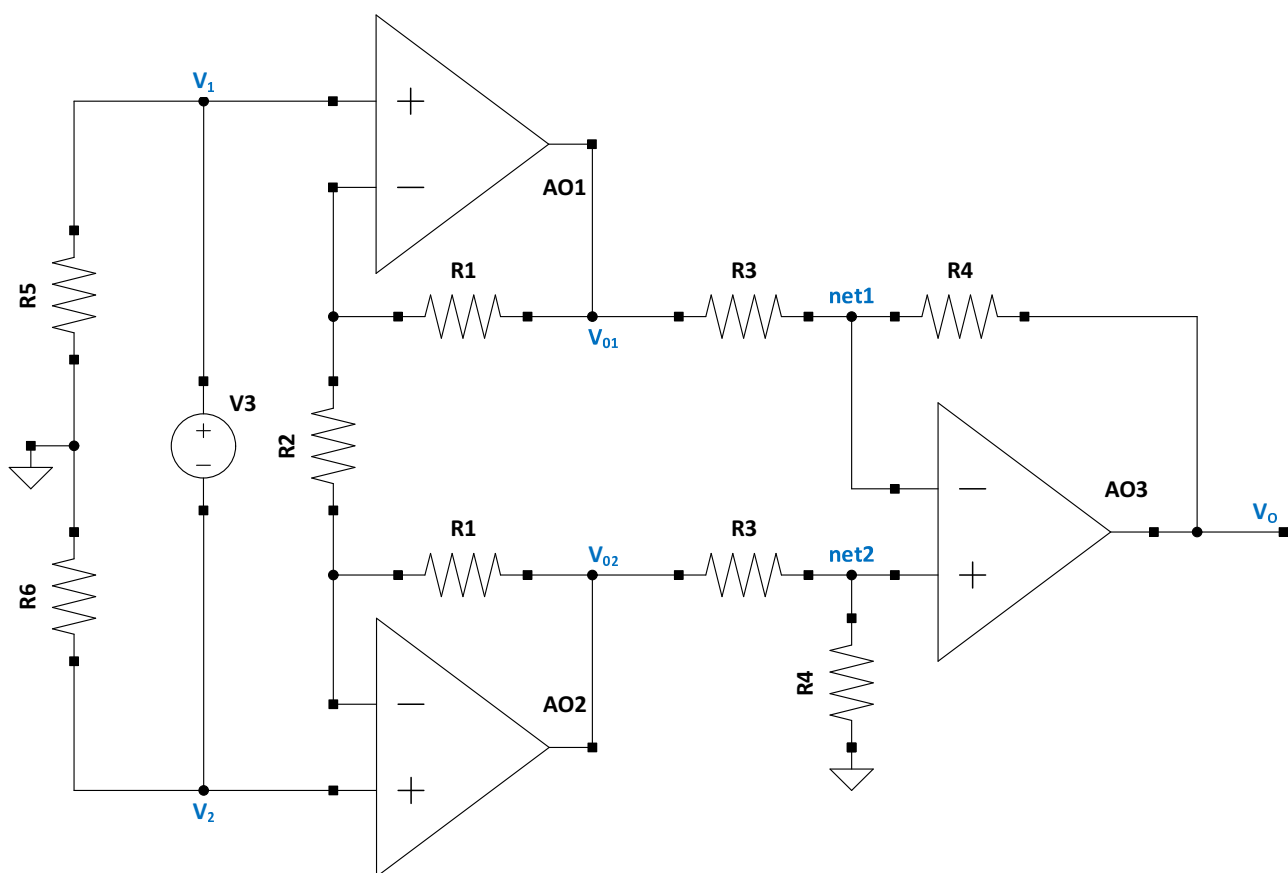 V₁
+
−
AO1
R5
R1
R3
net1
R4
V₀₁
V3
+
−
R2
−
AO3
V₀
R1
V₀₂
R3
net2
+
R6
−
AO2
R4
+
V₂